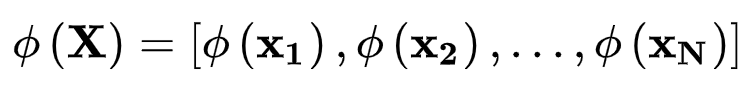 ϕ(𝐗) = [ϕ(𝐱₁), ϕ(𝐱₂), …, ϕ(𝐱_𝐍)]